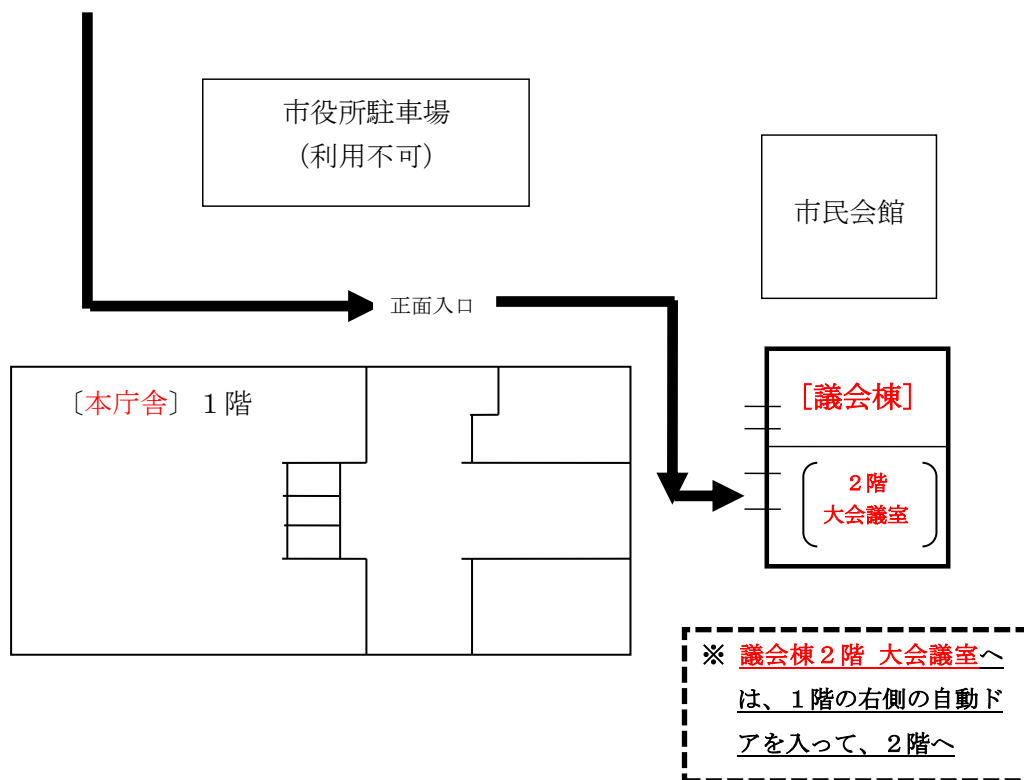 市役所駐車場
（利用不可）
市民会館
正面入口
〔本庁舎〕１階
［議会棟］
２階
大会議室
※ 議会棟２階 大会議室へ
は、１階の右側の自動ド
アを入って、２階へ